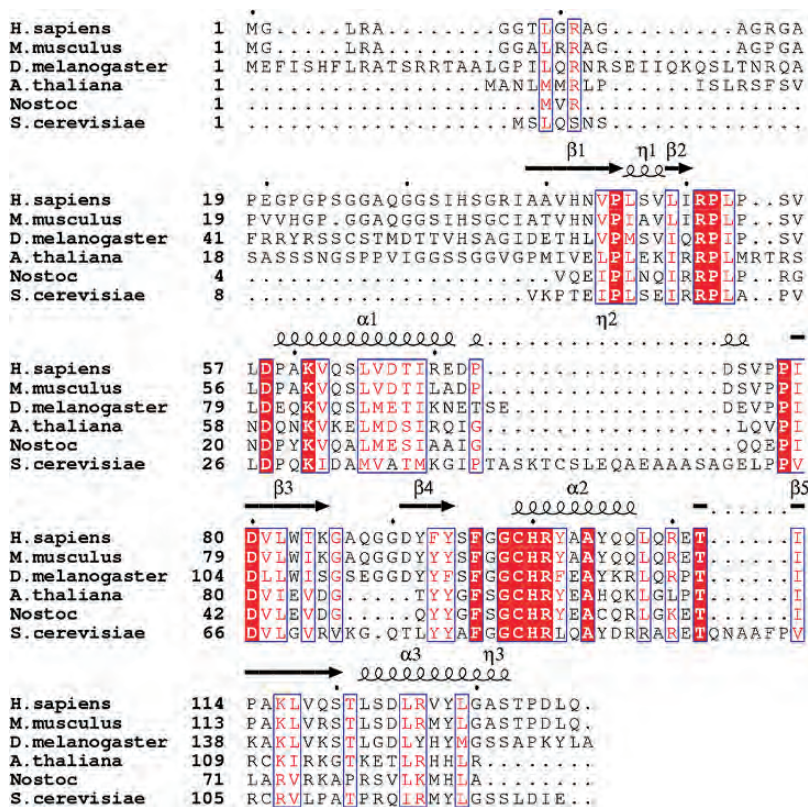 H.sapiens 1 MG.....LRA........GGTLGRAG.........AGRGA
M.musculus 1 MG.....LRA........GGALRRAG.........AGPGA
D.melanogaster 1 MEFISHFLRATSRRTAALGPILQRNRSEIIQKQSLTNRQA
A.thaliana 1 .................MANLMMRLP......ISLRSFSV
Nostoc 1 .....................MVR................
S.cerevisiae 1 ...................MSLQSNS..............
β1 η1 β2
H.sapiens 19 PEGPGPSGGAQGGSIHSGRIAAVHNVPLSVLIRPLP..SV
M.musculus 19 PVVHGP.GGAQGGSIHSGCIATVHNVPIAVLIRPLP..SV
D.melanogaster 41 FRRYRSSCSTMDTTVHSAGIDETHLVPMSVIQRPIP..SV
A.thaliana 18 SASSSNGSPPVIGGSSGGVGPMIVELPLEKIRRPLMRTRS
Nostoc 4 ......................VQEIPLNQIRRPLP..RG
S.cerevisiae 8 ....................VKPTEIPLSEIRRPLA..PV
α1 η2
H.sapiens 57 LDPAKVQSLVDTIREDP.................DSVPPI
M.musculus 56 LDPAKVQSLVDTILADP.................DSVPPI
D.melanogaster 79 LDEQKVQSLMETIKNETSE...............DEVPPI
A.thaliana 58 NDQNKVKELMDSIRQIG..................LQVPI
Nostoc 20 NDPYKVQALMESIAAIG..................QQEPI
S.cerevisiae 26 LDPQKIDAMVATMKGIPTASKTCSLEQAEAAASAGELPPV
β3 β4 α2 β5
H.sapiens 80 DVLWIKGAQGGDYFYSFGGCHRYAAYQQLQRET......I
M.musculus 79 DVLWIKGAQGGDYYYSFGGCHRYAAYQQLQRET......I
D.melanogaster 104 DLLWISGSEGGDYYFSFGGCHRFEAYKRLQRPT......I
A.thaliana 80 DVIEVDG.....TYYGFSGCHRYEAHQKLGLPT......I
Nostoc 42 DVLEVDG.....QYYGFSGCHRYEACQRLGKET......I
S.cerevisiae 66 DVLGVRVKG.QTLYYAFGGCHRLQAYDRRARETQNAAFPV
α3 η3
H.sapiens 114 PAKLVQSTLSDLRVYLGASTPDLQ.
M.musculus 113 PAKLVRSTLSDLRMYLGASTPDLQ.
D.melanogaster 138 KAKLVKSTLGDLYHYMGSSAPKYLA
A.thaliana 109 RCKIRKGTKETLRHHLR........
Nostoc 71 LARVRKAPRSVLKMHLA........
S.cerevisiae 105 RCRVLPATPRQIRMYLGSSLDIE..